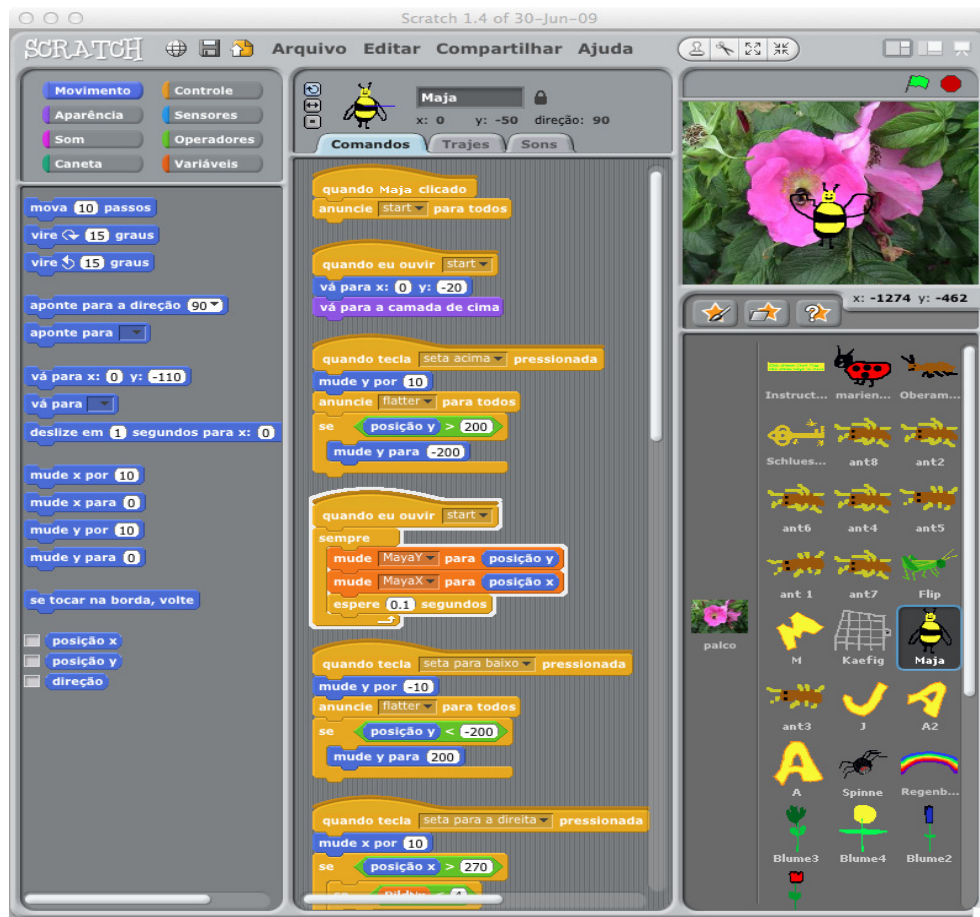 Scratch 1.4 of 30-Jun-09
SCRATCH Arquivo Editar Compartilhar Ajuda
Movimento Controle
Aparência Sensores
Som Operadores
Caneta Variáveis
mova 10 passos
vire 15 graus
vire 15 graus
aponte para a direção 90
aponte para
vá para x: 0 y: -110
vá para
deslize em 1 segundos para x: 0
mude x por 10
mude x para 0
mude y por 10
mude y para 0
se tocar na borda, volte
posição x
posição y
direção
Maja
x: 0 y: -50 direção: 90
Comandos Trajes Sons
quando Maja clicado
anuncie start para todos
quando eu ouvir start
vá para x: 0 y: -20
vá para a camada de cima
quando tecla seta acima pressionada
mude y por 10
anuncie flatter para todos
se posição y > 200
mude y para -200
quando eu ouvir start
sempre
mude MayaY para posição y
mude MayaX para posição x
espere 0.1 segundos
quando tecla seta para baixo pressionada
mude y por -10
anuncie flatter para todos
se posição y < -200
mude y para 200
quando tecla seta para a direita pressionada
mude x por 10
se posição x > 270
x: -1274 y: -462
palco
Instruct... marien... Oberam...
Schlues... ant8 ant2
ant6 ant4 ant5
ant 1 ant7 Flip
M Kaefig Maja
ant3 J A2
A Spinne Regenb...
Blume3 Blume4 Blume2